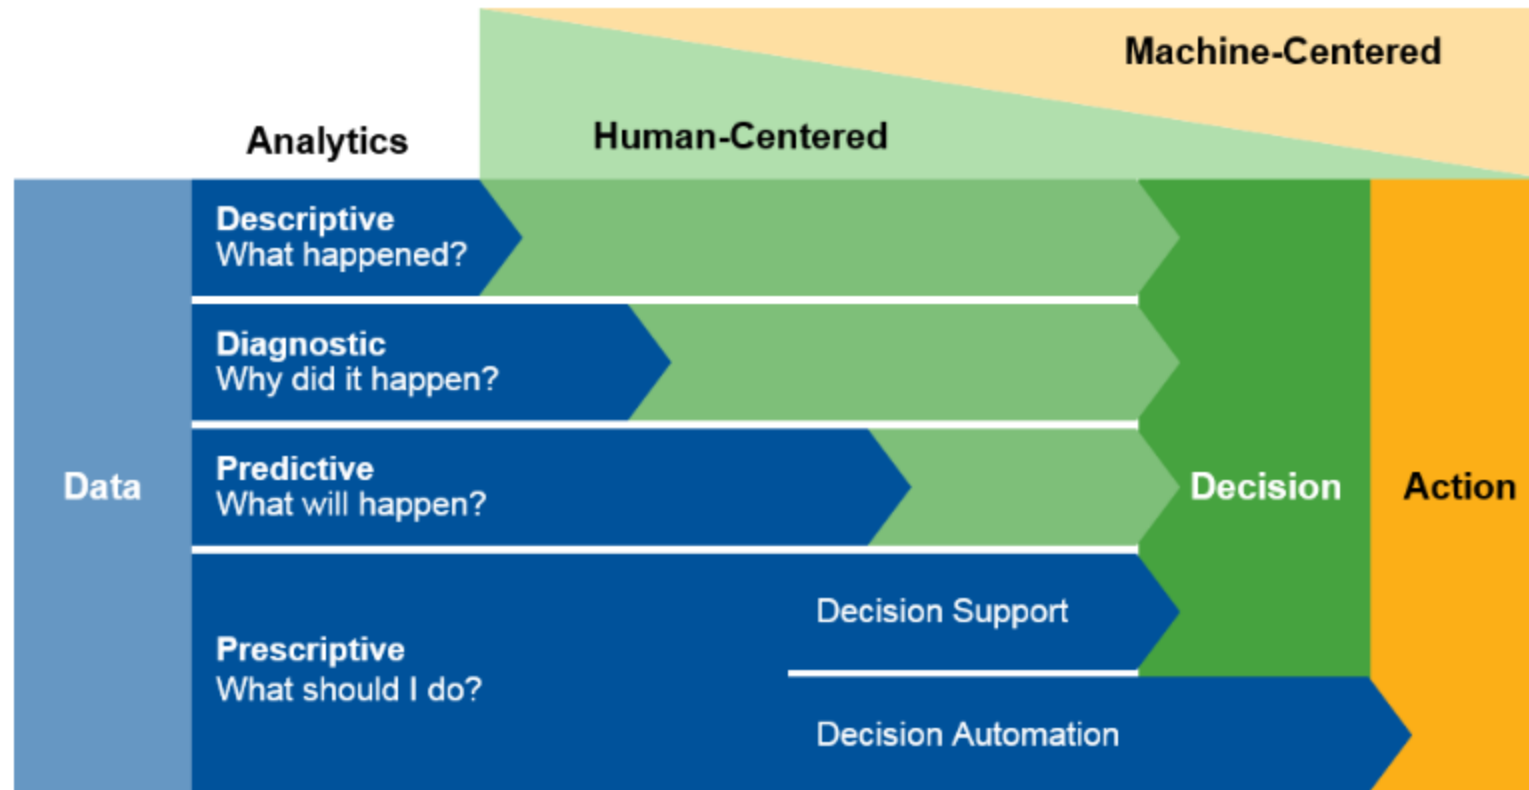 Machine-Centered
Human-Centered
Analytics
Descriptive
What happened?
Diagnostic
Why did it happen?
Predictive
What will happen?
Data
Decision
Action
Decision Support
Prescriptive
What should I do?
Decision Automation